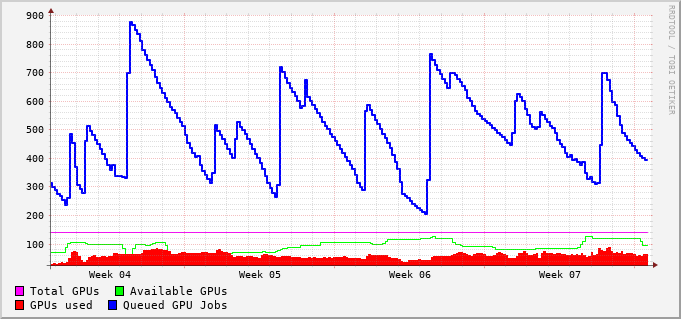 900
800
700
600
500
400
300
200
100
Week 04 Week 05 Week 06 Week 07
Total GPUs Available GPUs
GPUs used Queued GPU Jobs
RRDTOOL / TOBI OETIKER